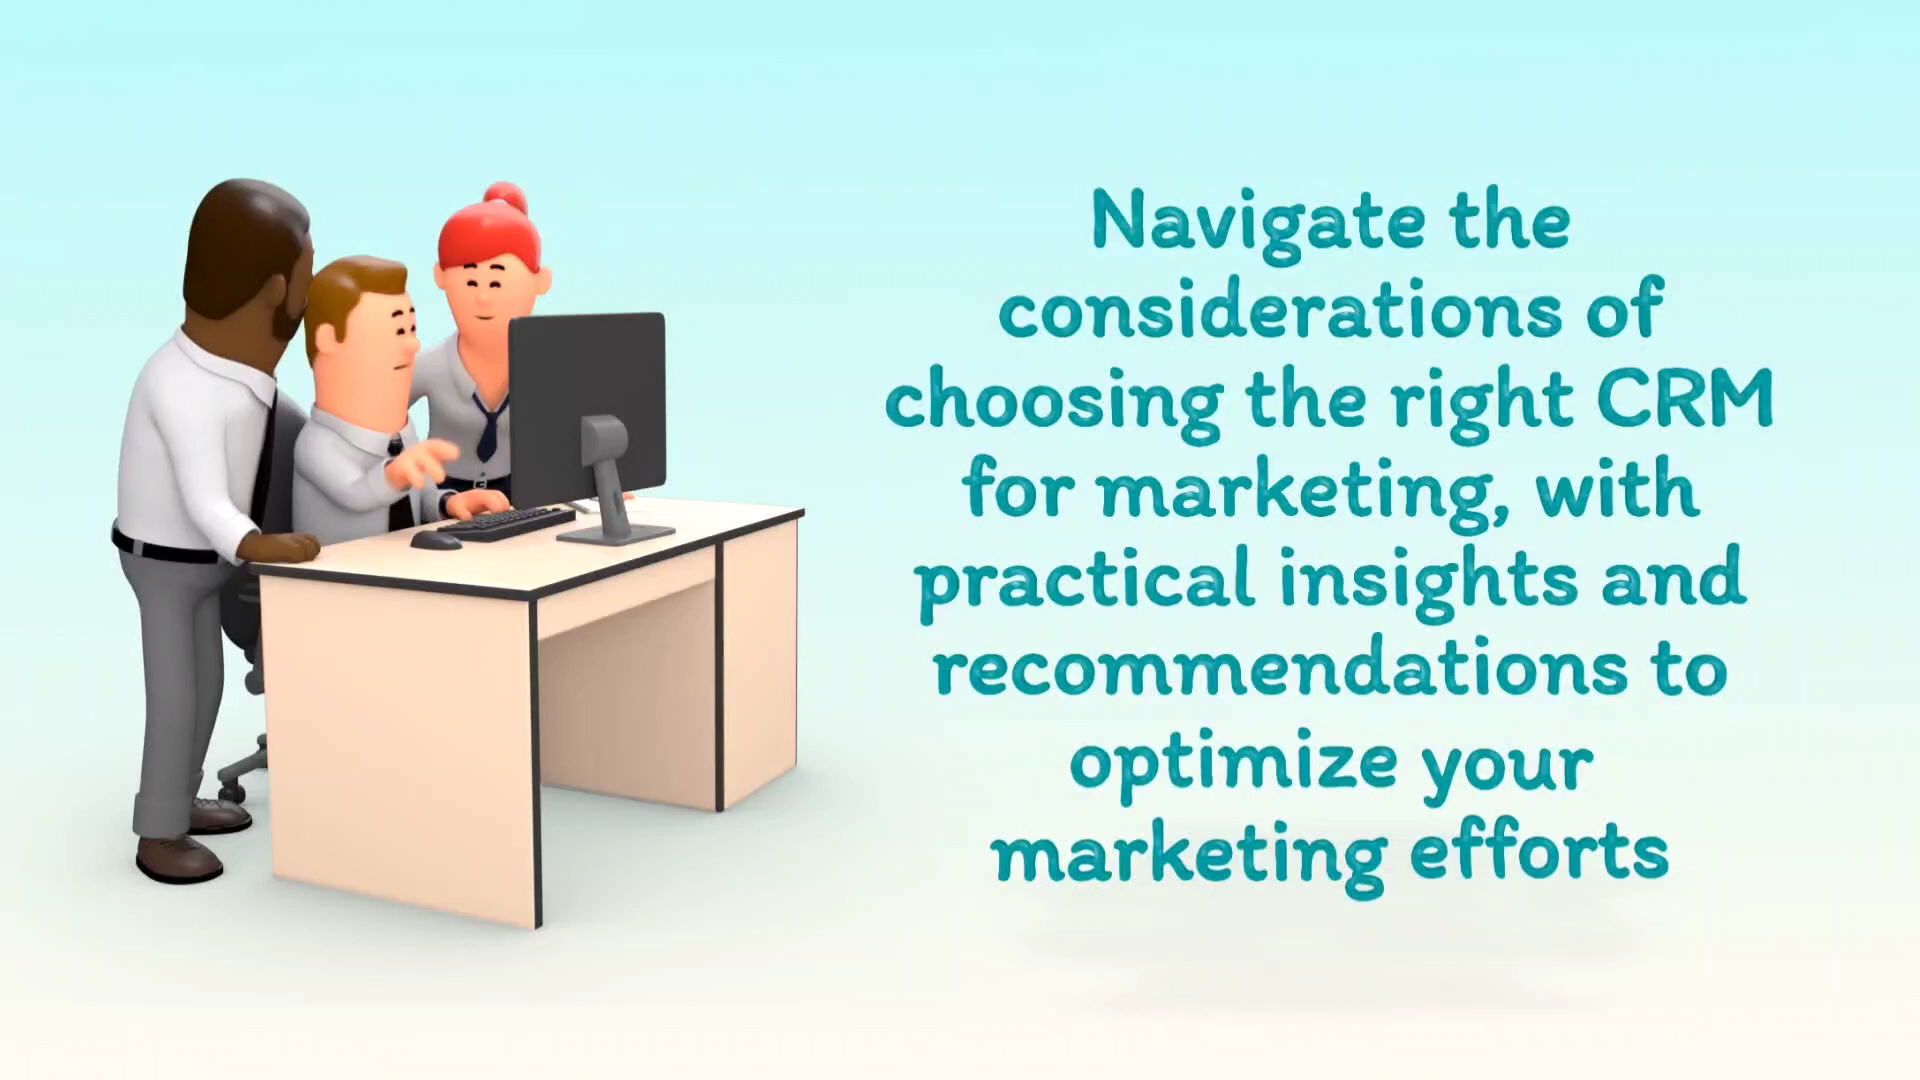 Navigate the
considerations of
choosing the right CRM
for marketing, with
practical insights and
recommendations to
optimize your
marketing efforts